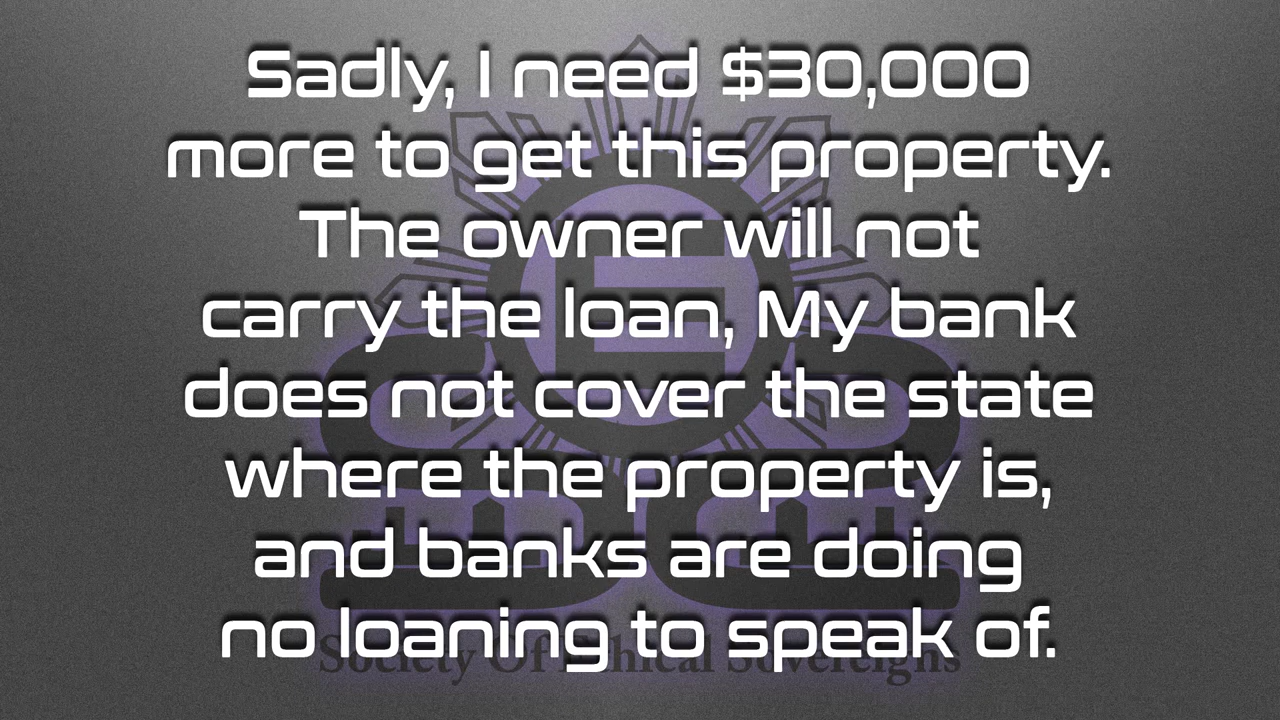 Sadly, I need $30,000
more to get this property.
The owner will not
carry the loan, My bank
does not cover the state
where the property is,
and banks are doing
no loaning to speak of.
Society Of Ethical Sovereigns